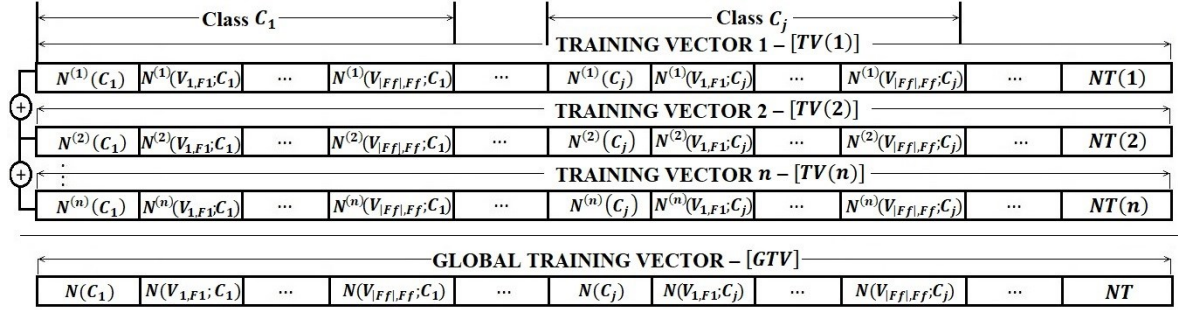 Class C₁ Class Cⱼ
TRAINING VECTOR 1 – [TV(1)]
N⁽¹⁾(C₁) N⁽¹⁾(V₁,F₁;C₁) ... N⁽¹⁾(V|Ff|,Ff;C₁) ... N⁽¹⁾(Cⱼ) N⁽¹⁾(V₁,F₁;Cⱼ) ... N⁽¹⁾(V|Ff|,Ff;Cⱼ) ... NT(1)
+
TRAINING VECTOR 2 – [TV(2)]
N⁽²⁾(C₁) N⁽²⁾(V₁,F₁;C₁) ... N⁽²⁾(V|Ff|,Ff;C₁) ... N⁽²⁾(Cⱼ) N⁽²⁾(V₁,F₁;Cⱼ) ... N⁽²⁾(V|Ff|,Ff;Cⱼ) ... NT(2)
+ ⋮
TRAINING VECTOR n – [TV(n)]
N⁽ⁿ⁾(C₁) N⁽ⁿ⁾(V₁,F₁;C₁) ... N⁽ⁿ⁾(V|Ff|,Ff;C₁) ... N⁽ⁿ⁾(Cⱼ) N⁽ⁿ⁾(V₁,F₁;Cⱼ) ... N⁽ⁿ⁾(V|Ff|,Ff;Cⱼ) ... NT(n)
GLOBAL TRAINING VECTOR – [GTV]
N(C₁) N(V₁,F₁;C₁) ... N(V|Ff|,Ff;C₁) ... N(Cⱼ) N(V₁,F₁;Cⱼ) ... N(V|Ff|,Ff;Cⱼ) ... NT